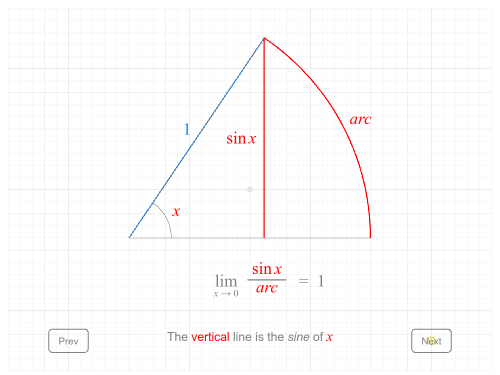 1
sin x
arc
x
lim x → 0 sin x / arc = 1
Prev
The vertical line is the sine of x
Next